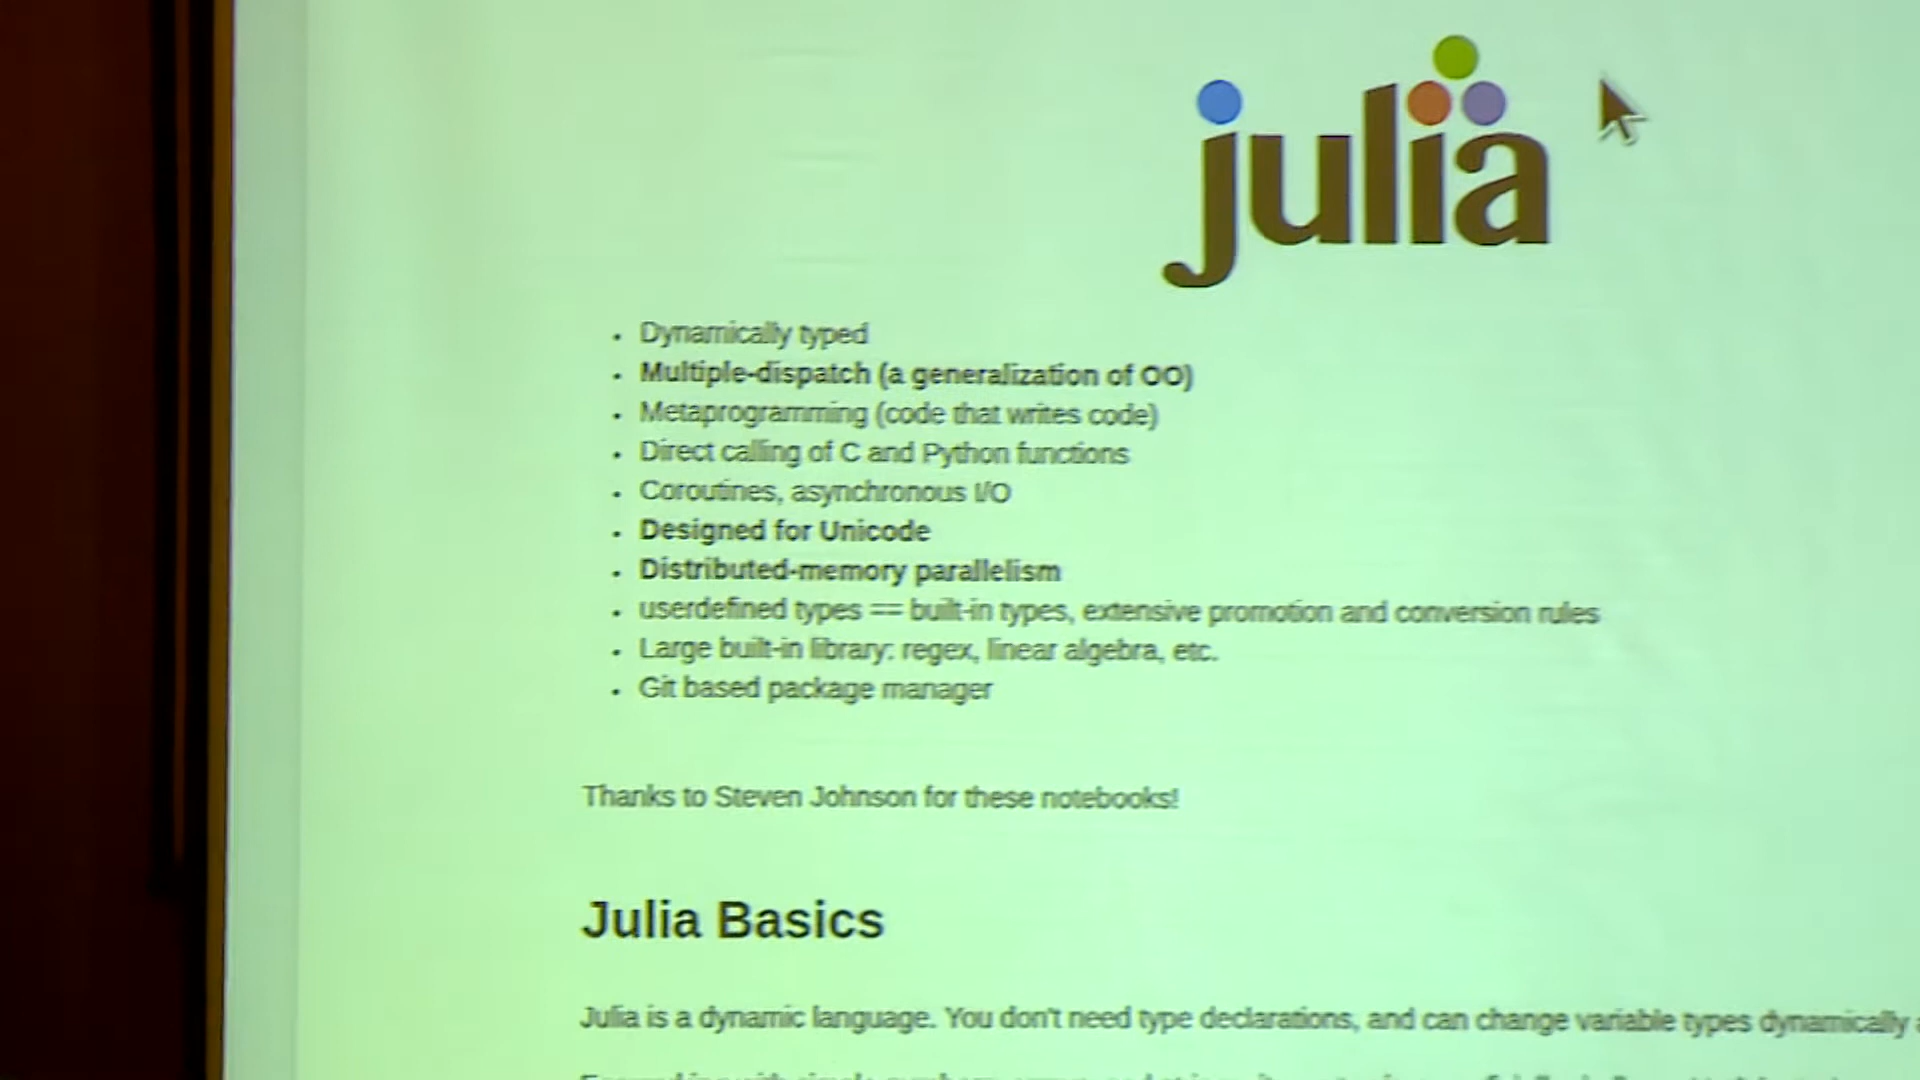 julia
• Dynamically typed
• Multiple-dispatch (a generalization of OO)
• Metaprogramming (code that writes code)
• Direct calling of C and Python functions
• Coroutines, asynchronous I/O
• Designed for Unicode
• Distributed-memory parallelism
• userdefined types == built-in types, extensive promotion and conversion rules
• Large built-in library: regex, linear algebra, etc.
• Git based package manager
Thanks to Steven Johnson for these notebooks!
Julia Basics
Julia is a dynamic language. You don't need type declarations, and can change variable types dynamically